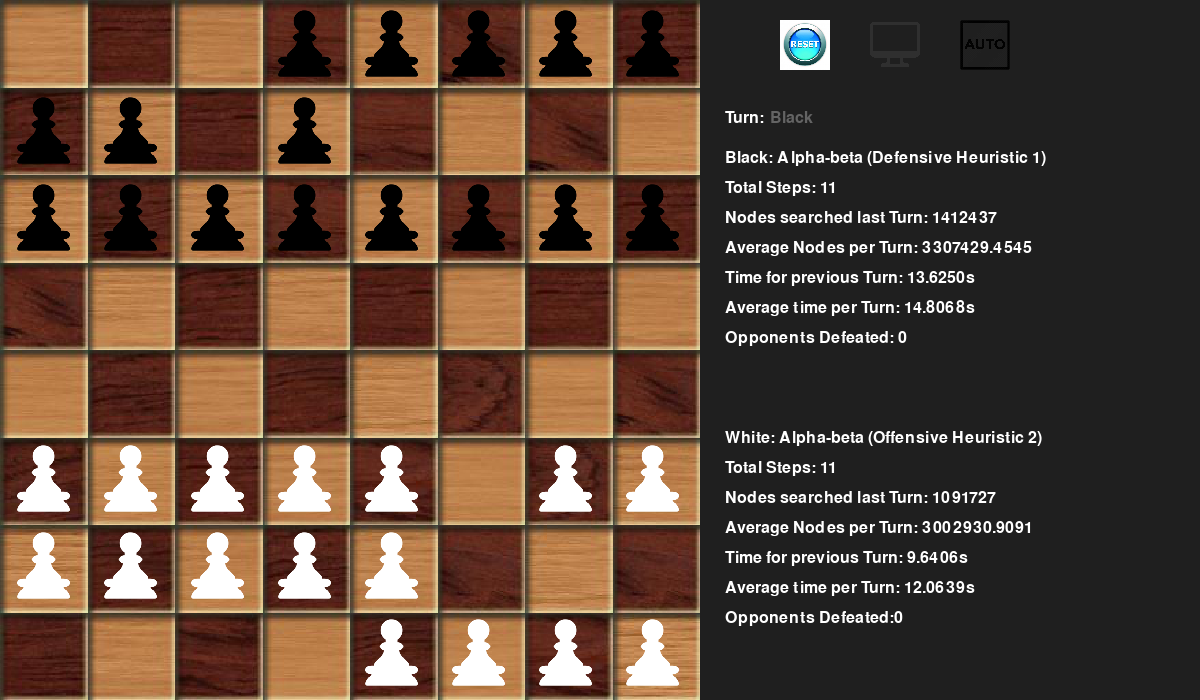 RESET
AUTO
Turn: Black
Black: Alpha-beta (Defensive Heuristic 1)
Total Steps: 11
Nodes searched last Turn: 1412437
Average Nodes per Turn: 3307429.4545
Time for previous Turn: 13.6250s
Average time per Turn: 14.8068s
Opponents Defeated: 0
White: Alpha-beta (Offensive Heuristic 2)
Total Steps: 11
Nodes searched last Turn: 1091727
Average Nodes per Turn: 3002930.9091
Time for previous Turn: 9.6406s
Average time per Turn: 12.0639s
Opponents Defeated:0